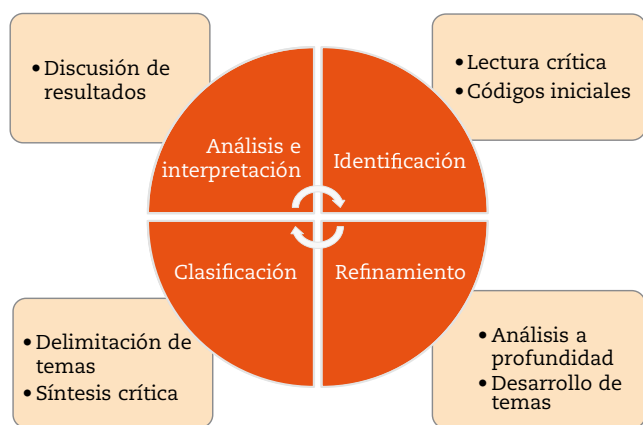 • Discusión de
resultados
• Lectura crítica
• Códigos iniciales
Análisis e
interpretación
Identificación
Clasificación
Refinamiento
• Delimitación de
temas
• Síntesis crítica
• Análisis a
profundidad
• Desarrollo de
temas